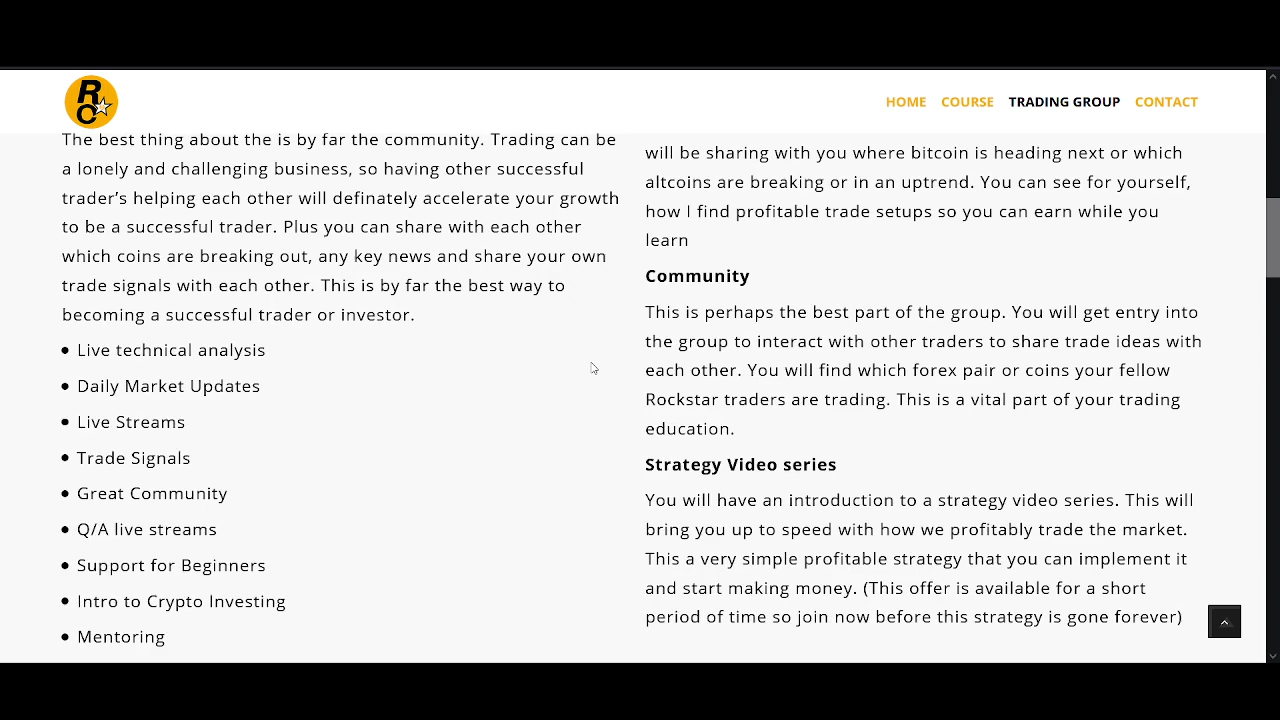 RC
HOME COURSE TRADING GROUP CONTACT
The best thing about the is by far the community. Trading can be
a lonely and challenging business, so having other successful
trader’s helping each other will definately accelerate your growth
to be a successful trader. Plus you can share with each other
which coins are breaking out, any key news and share your own
trade signals with each other. This is by far the best way to
becoming a successful trader or investor.
Live technical analysis
Daily Market Updates
Live Streams
Trade Signals
Great Community
Q/A live streams
Support for Beginners
Intro to Crypto Investing
Mentoring
will be sharing with you where bitcoin is heading next or which
altcoins are breaking or in an uptrend. You can see for yourself,
how I find profitable trade setups so you can earn while you
learn
Community
This is perhaps the best part of the group. You will get entry into
the group to interact with other traders to share trade ideas with
each other. You will find which forex pair or coins your fellow
Rockstar traders are trading. This is a vital part of your trading
education.
Strategy Video series
You will have an introduction to a strategy video series. This will
bring you up to speed with how we profitably trade the market.
This a very simple profitable strategy that you can implement it
and start making money. (This offer is available for a short
period of time so join now before this strategy is gone forever)